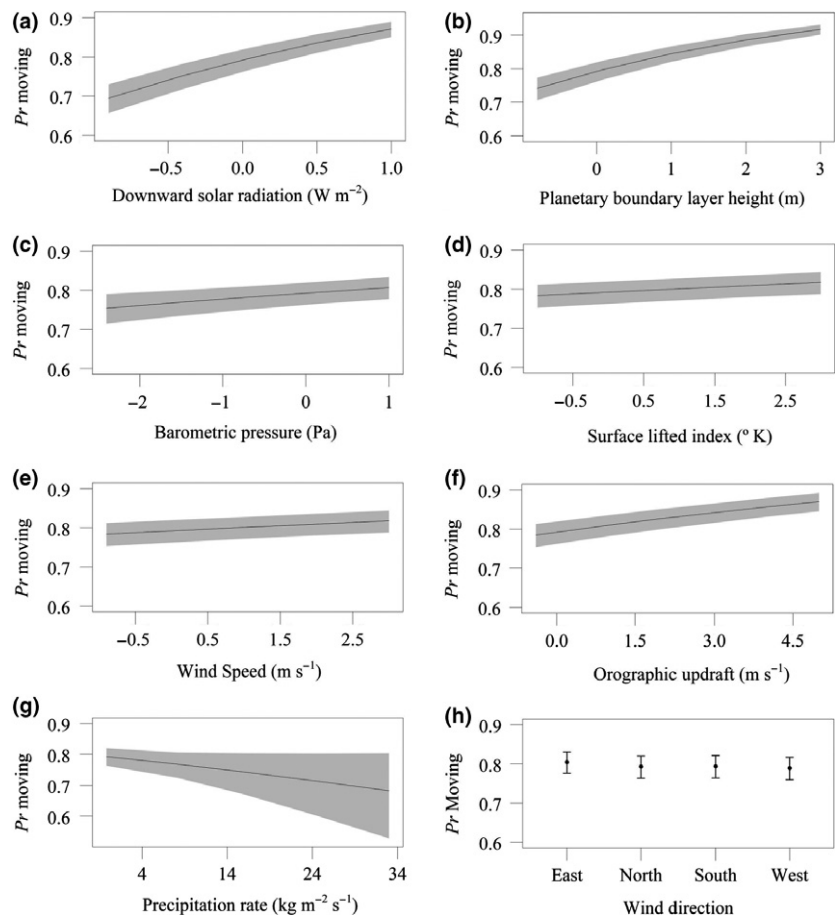 (a)
0.9
0.8
0.7
0.6
Pr moving
−0.5
0.0
0.5
1.0
Downward solar radiation (W m⁻²)
(b)
0.9
0.8
0.7
0.6
Pr moving
0
1
2
3
Planetary boundary layer height (m)
(c)
0.9
0.8
0.7
0.6
Pr moving
−2
−1
0
1
Barometric pressure (Pa)
(d)
0.9
0.8
0.7
0.6
Pr moving
−0.5
0.5
1.5
2.5
Surface lifted index (º K)
(e)
0.9
0.8
0.7
0.6
Pr moving
−0.5
0.5
1.5
2.5
Wind Speed (m s⁻¹)
(f)
0.9
0.8
0.7
0.6
Pr moving
0.0
1.5
3.0
4.5
Orographic updraft (m s⁻¹)
(g)
0.9
0.8
0.7
0.6
Pr moving
4
14
24
34
Precipitation rate (kg m⁻² s⁻¹)
(h)
0.9
0.8
0.7
0.6
Pr Moving
East
North
South
West
Wind direction